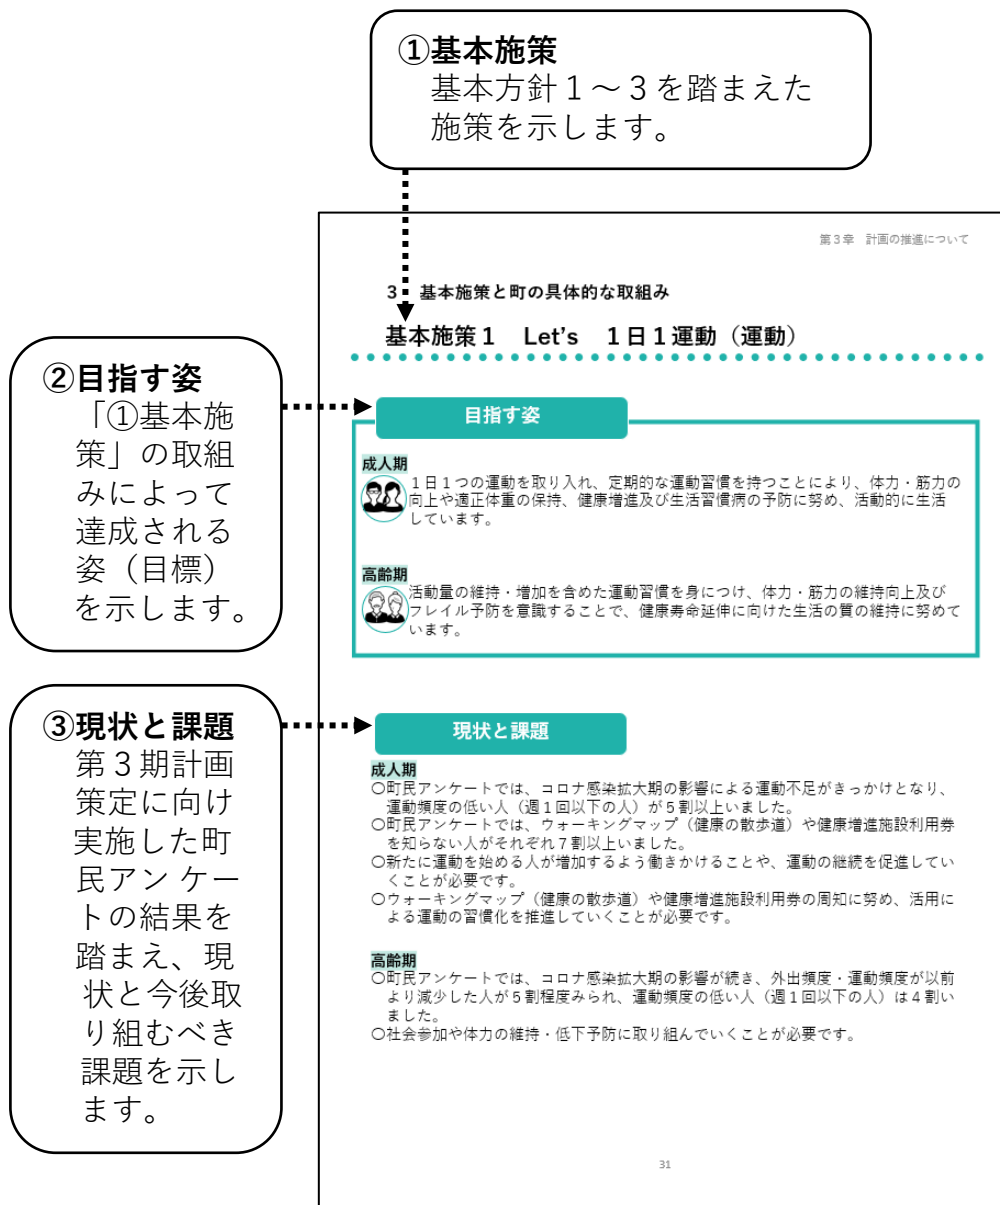 ①基本施策
基本方針１～３を踏まえた
施策を示します。
第３章　計画の推進について
３　基本施策と町の具体的な取組み
基本施策１　Let’s　１日１運動（運動）
②目指す姿
「①基本施
策」の取組
みによって
達成される
姿（目標）
を示します。
目指す姿
成人期
１日１つの運動を取り入れ、定期的な運動習慣を持つことにより、体力・筋力の
向上や適正体重の保持、健康増進及び生活習慣病の予防に努め、活動的に生活
しています。
高齢期
活動量の維持・増加を含めた運動習慣を身につけ、体力・筋力の維持向上及び
フレイル予防を意識することで、健康寿命延伸に向けた生活の質の維持に努めて
います。
③現状と課題
第３期計画
策定に向け
実施した町
民アンケー
トの結果を
踏まえ、現
状と今後取
り組むべき
課題を示し
ます。
現状と課題
成人期
○町民アンケートでは、コロナ感染拡大期の影響による運動不足がきっかけとなり、
運動頻度の低い人（週１回以下の人）が５割以上いました。
○町民アンケートでは、ウォーキングマップ（健康の散歩道）や健康増進施設利用券
を知らない人がそれぞれ７割以上いました。
○新たに運動を始める人が増加するよう働きかけることや、運動の継続を促進してい
くことが必要です。
○ウォーキングマップ（健康の散歩道）や健康増進施設利用券の周知に努め、活用に
よる運動の習慣化を推進していくことが必要です。
高齢期
○町民アンケートでは、コロナ感染拡大期の影響が続き、外出頻度・運動頻度が以前
より減少した人が５割程度みられ、運動頻度の低い人（週１回以下の人）は４割い
ました。
○社会参加や体力の維持・低下予防に取り組んでいくことが必要です。
31